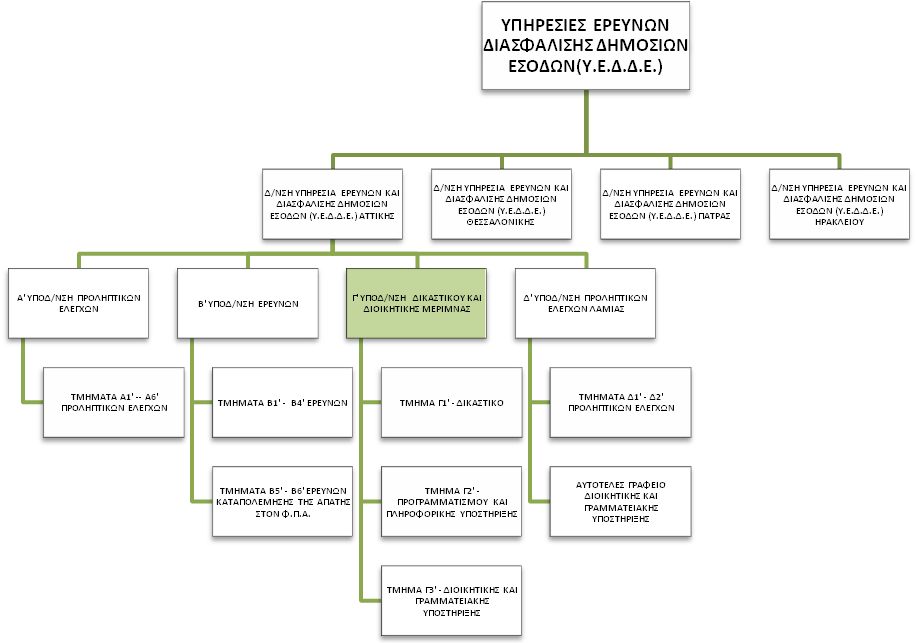 ΥΠΗΡΕΣΙΕΣ ΕΡΕΥΝΩΝ
ΔΙΑΣΦΑΛΙΣΗΣ ΔΗΜΟΣΙΩΝ
ΕΣΟΔΩΝ(Υ.Ε.Δ.Δ.Ε.)
Δ/ΝΣΗ ΥΠΗΡΕΣΙΑ ΕΡΕΥΝΩΝ ΚΑΙ
ΔΙΑΣΦΑΛΙΣΗΣ ΔΗΜΟΣΙΩΝ
ΕΣΟΔΩΝ (Υ.Ε.Δ.Δ.Ε.) ΑΤΤΙΚΗΣ
Δ/ΝΣΗ ΥΠΗΡΕΣΙΑ ΕΡΕΥΝΩΝ ΚΑΙ
ΔΙΑΣΦΑΛΙΣΗΣ ΔΗΜΟΣΙΩΝ
ΕΣΟΔΩΝ (Υ.Ε.Δ.Δ.Ε.)
ΘΕΣΣΑΛΟΝΙΚΗΣ
Δ/ΝΣΗ ΥΠΗΡΕΣΙΑ ΕΡΕΥΝΩΝ ΚΑΙ
ΔΙΑΣΦΑΛΙΣΗΣ ΔΗΜΟΣΙΩΝ
ΕΣΟΔΩΝ (Υ.Ε.Δ.Δ.Ε.) ΠΑΤΡΑΣ
Δ/ΝΣΗ ΥΠΗΡΕΣΙΑ ΕΡΕΥΝΩΝ ΚΑΙ
ΔΙΑΣΦΑΛΙΣΗΣ ΔΗΜΟΣΙΩΝ
ΕΣΟΔΩΝ (Υ.Ε.Δ.Δ.Ε.)
ΗΡΑΚΛΕΙΟΥ
Α' ΥΠΟΔ/ΝΣΗ ΠΡΟΛΗΠΤΙΚΩΝ
ΕΛΕΓΧΩΝ
Β' ΥΠΟΔ/ΝΣΗ ΕΡΕΥΝΩΝ
Γ' ΥΠΟΔ/ΝΣΗ ΔΙΚΑΣΤΙΚΟΥ ΚΑΙ
ΔΙΟΙΚΗΤΙΚΗΣ ΜΕΡΙΜΝΑΣ
Δ' ΥΠΟΔ/ΝΣΗ ΠΡΟΛΗΠΤΙΚΩΝ
ΕΛΕΓΧΩΝ ΛΑΜΙΑΣ
ΤΜΗΜΑΤΑ Α1' -- Α6'
ΠΡΟΛΗΠΤΙΚΩΝ ΕΛΕΓΧΩΝ
ΤΜΗΜΑΤΑ Β1' - Β4' ΕΡΕΥΝΩΝ
ΤΜΗΜΑ Γ1' - ΔΙΚΑΣΤΙΚΟ
ΤΜΗΜΑΤΑ Δ1' - Δ2'
ΠΡΟΛΗΠΤΙΚΩΝ ΕΛΕΓΧΩΝ
ΤΜΗΜΑΤΑ Β5' - Β6' ΕΡΕΥΝΩΝ
ΚΑΤΑΠΟΛΕΜΗΣΗΣ ΤΗΣ ΑΠΑΤΗΣ
ΣΤΟΝ Φ.Π.Α.
ΤΜΗΜΑ Γ2' -
ΠΡΟΓΡΑΜΜΑΤΙΣΜΟΥ ΚΑΙ
ΠΛΗΡΟΦΟΡΙΚΗΣ ΥΠΟΣΤΗΡΙΞΗΣ
ΑΥΤΟΤΕΛΕΣ ΓΡΑΦΕΙΟ
ΔΙΟΙΚΗΤΙΚΗΣ ΚΑΙ
ΓΡΑΜΜΑΤΕΙΑΚΗΣ
ΥΠΟΣΤΗΡΙΞΗΣ
ΤΜΗΜΑ Γ3' - ΔΙΟΙΚΗΤΙΚΗΣ ΚΑΙ
ΓΡΑΜΜΑΤΕΙΑΚΗΣ
ΥΠΟΣΤΗΡΙΞΗΣ